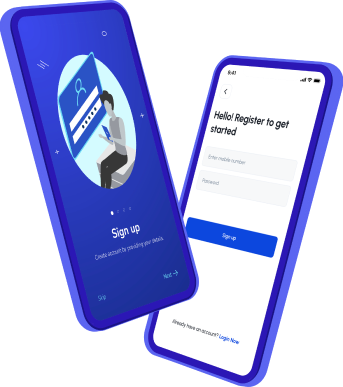 Sign up
Create account by providing your details.
Skip
Next
9:41
Hello! Register to get
started
Enter mobile number
Password
Sign up
Already have an account? Login Now